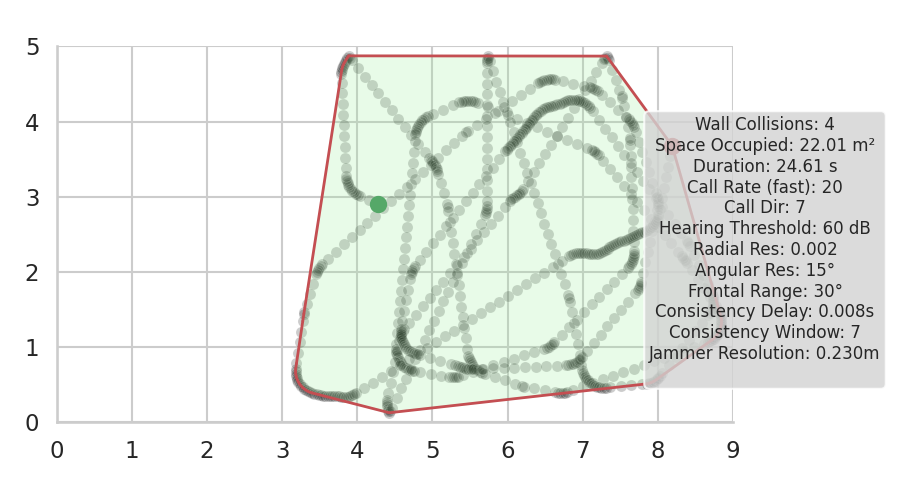 5
4
3
2
1
0
0 1 2 3 4 5 6 7 8 9
Wall Collisions: 4
Space Occupied: 22.01 m²
Duration: 24.61 s
Call Rate (fast): 20
Call Dir: 7
Hearing Threshold: 60 dB
Radial Res: 0.002
Angular Res: 15°
Frontal Range: 30°
Consistency Delay: 0.008s
Consistency Window: 7
Jammer Resolution: 0.230m